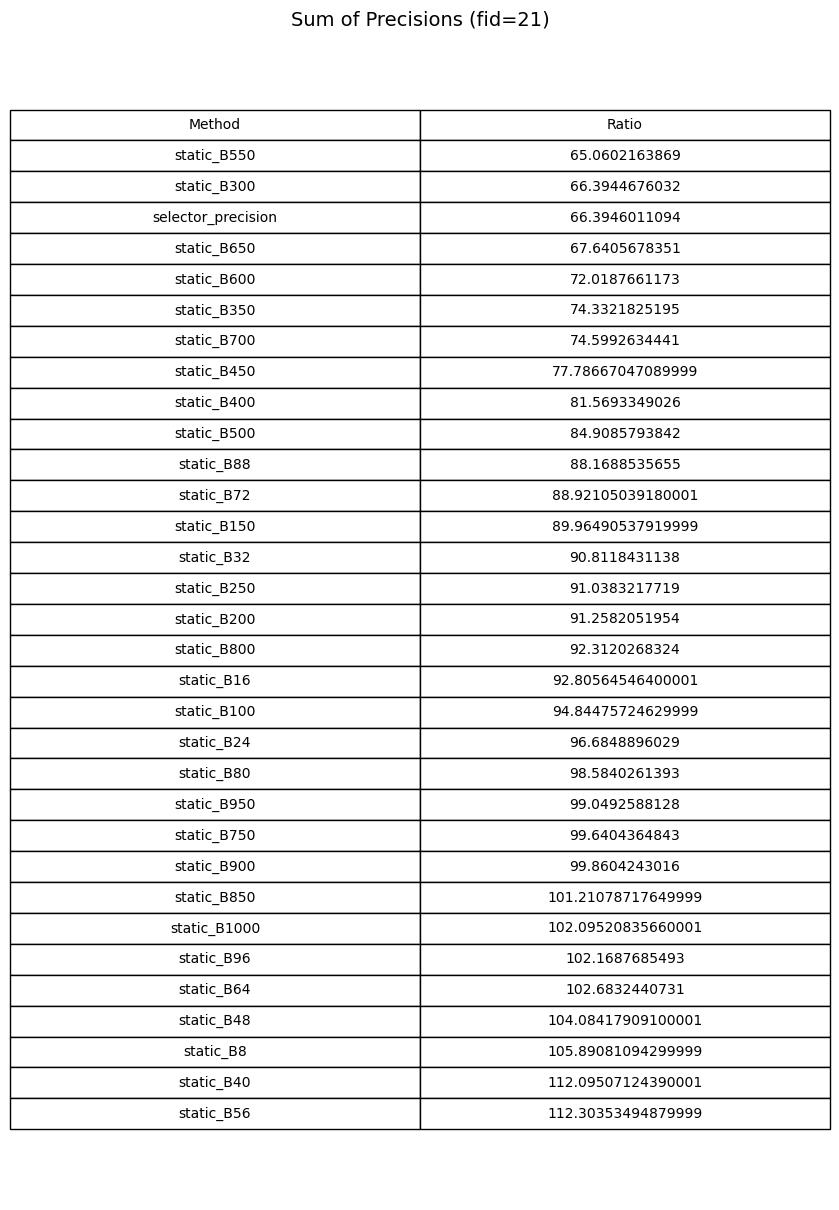 Sum of Precisions (fid=21)
Method Ratio
static_B550 65.0602163869
static_B300 66.3944676032
selector_precision 66.3946011094
static_B650 67.6405678351
static_B600 72.0187661173
static_B350 74.3321825195
static_B700 74.5992634441
static_B450 77.78667047089999
static_B400 81.5693349026
static_B500 84.9085793842
static_B88 88.1688535655
static_B72 88.92105039180001
static_B150 89.96490537919999
static_B32 90.8118431138
static_B250 91.0383217719
static_B200 91.2582051954
static_B800 92.3120268324
static_B16 92.80564546400001
static_B100 94.84475724629999
static_B24 96.6848896029
static_B80 98.5840261393
static_B950 99.0492588128
static_B750 99.6404364843
static_B900 99.8604243016
static_B850 101.21078717649999
static_B1000 102.09520835660001
static_B96 102.1687685493
static_B64 102.6832440731
static_B48 104.08417909100001
static_B8 105.89081094299999
static_B40 112.09507124390001
static_B56 112.30353494879999